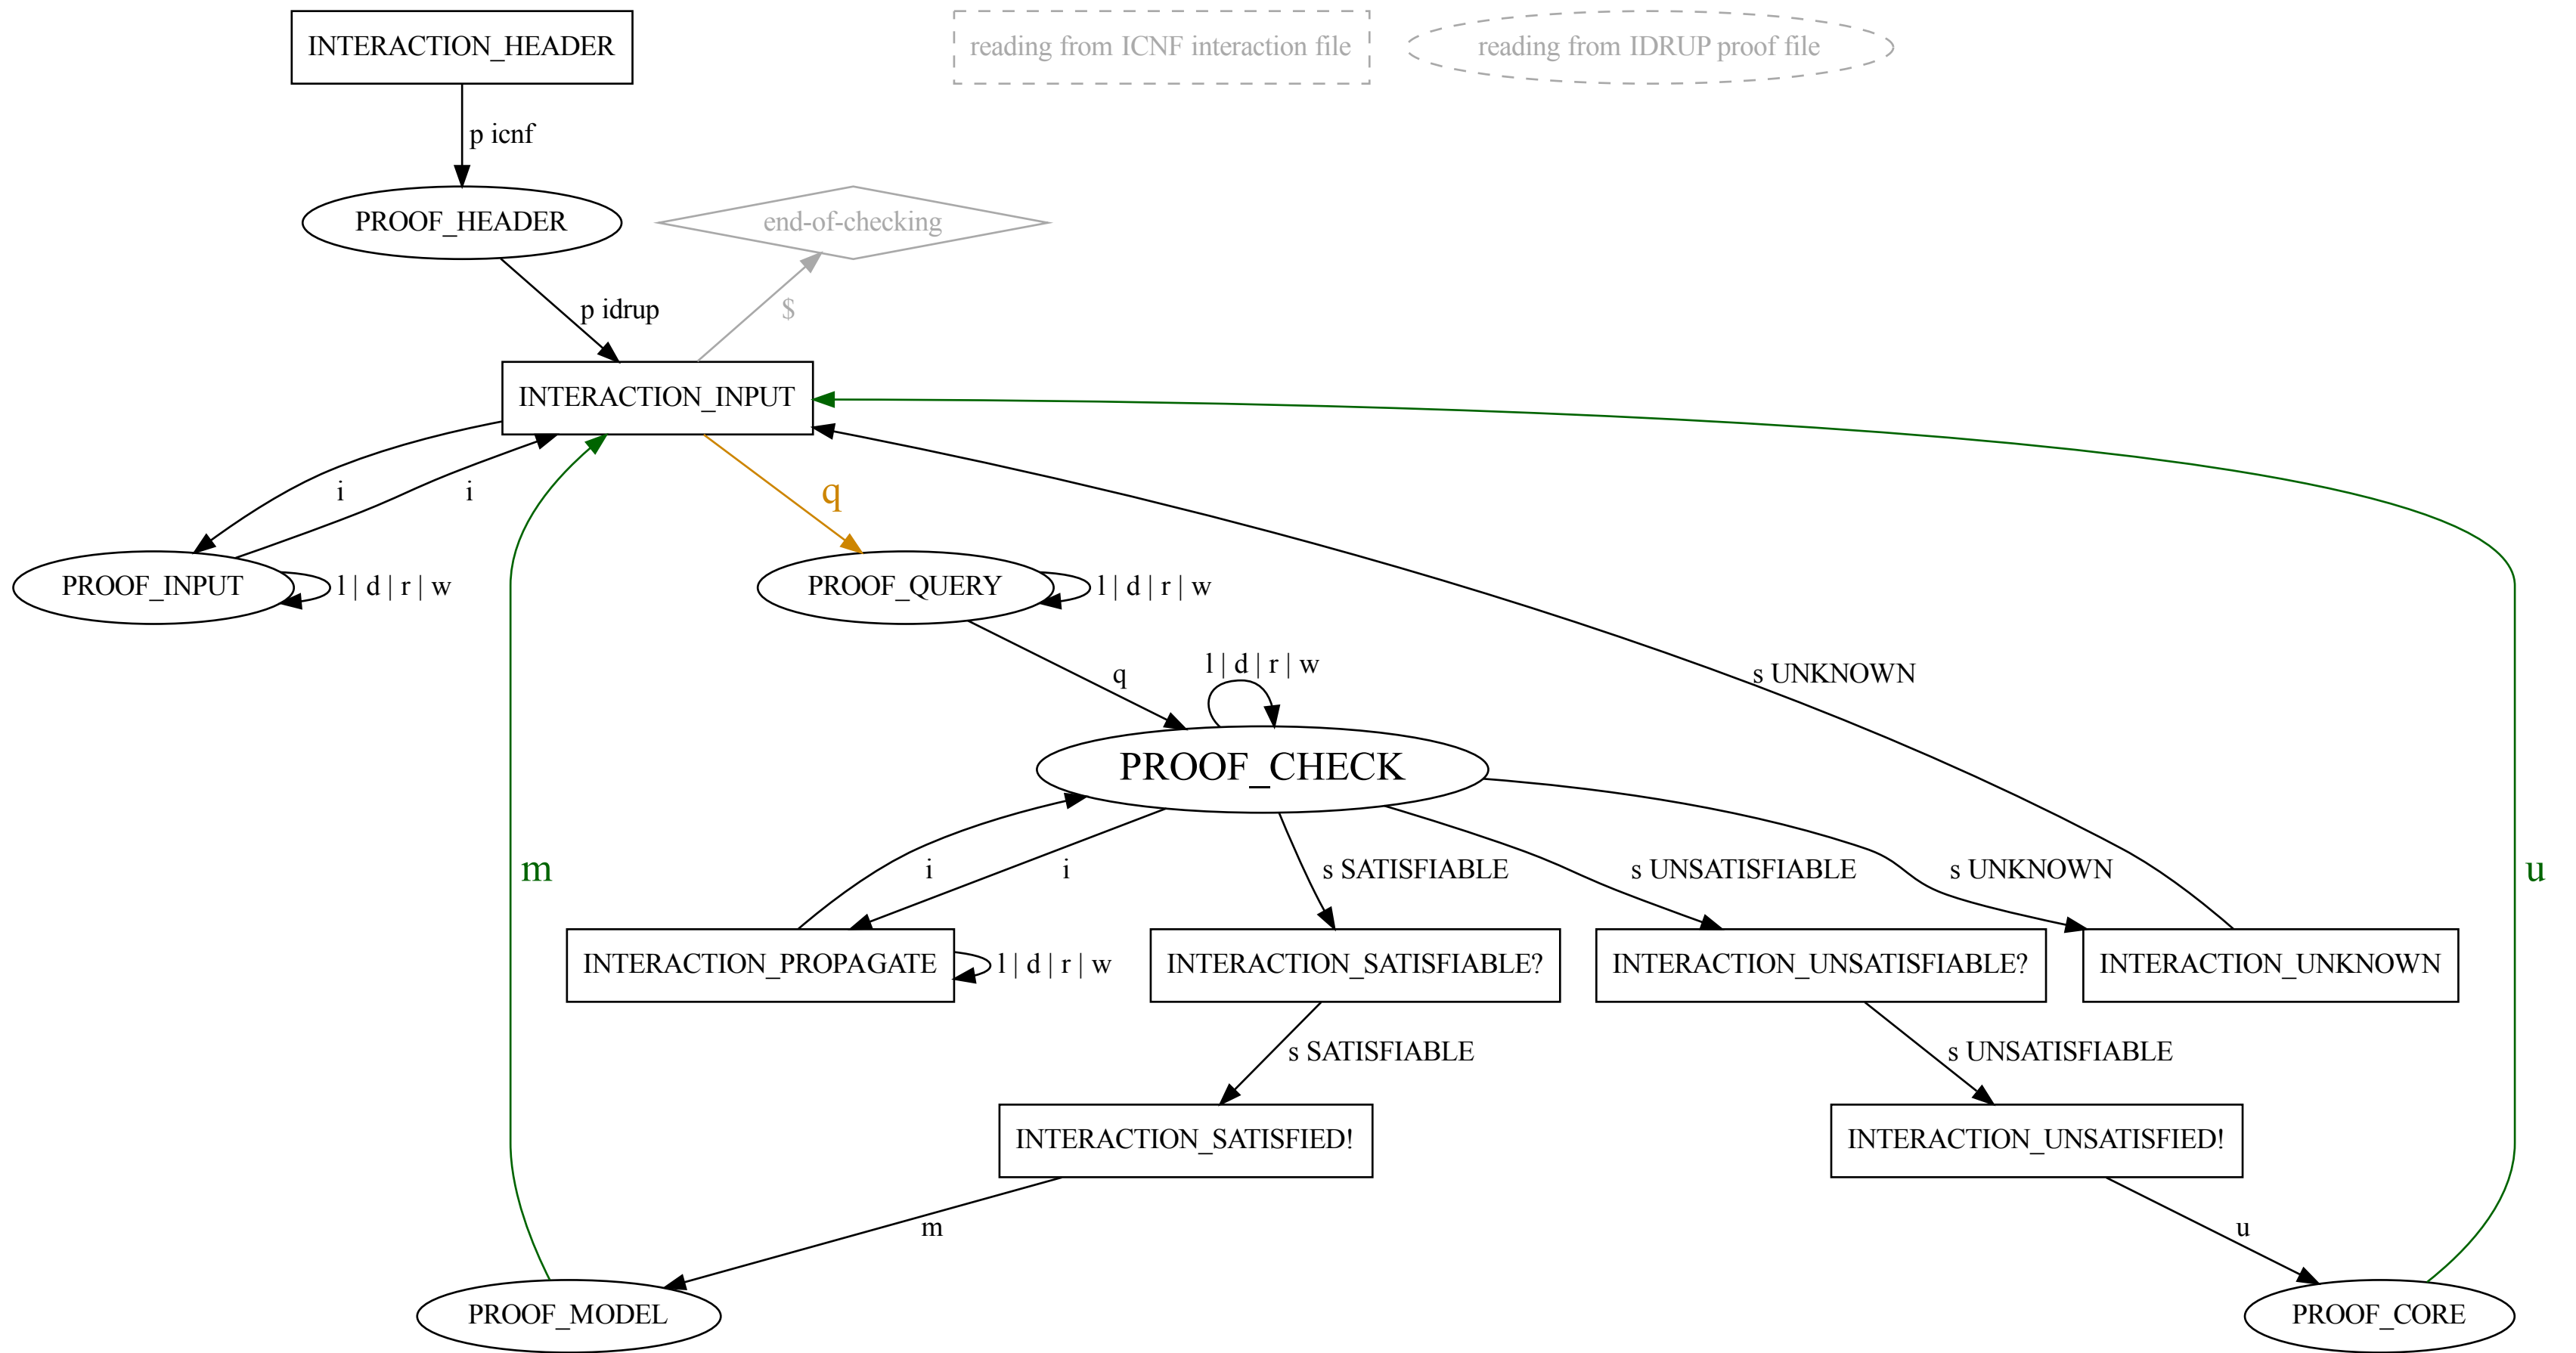 INTERACTION_HEADER
reading from ICNF interaction file
reading from IDRUP proof file
p icnf
PROOF_HEADER
end-of-checking
p idrup
$
INTERACTION_INPUT
i
i
q
PROOF_INPUT
l | d | r | w
PROOF_QUERY
l | d | r | w
q
l | d | r | w
s UNKNOWN
PROOF_CHECK
m
i
i
s SATISFIABLE
s UNSATISFIABLE
s UNKNOWN
u
INTERACTION_PROPAGATE
l | d | r | w
INTERACTION_SATISFIABLE?
INTERACTION_UNSATISFIABLE?
INTERACTION_UNKNOWN
s SATISFIABLE
s UNSATISFIABLE
INTERACTION_SATISFIED!
INTERACTION_UNSATISFIED!
m
u
PROOF_MODEL
PROOF_CORE